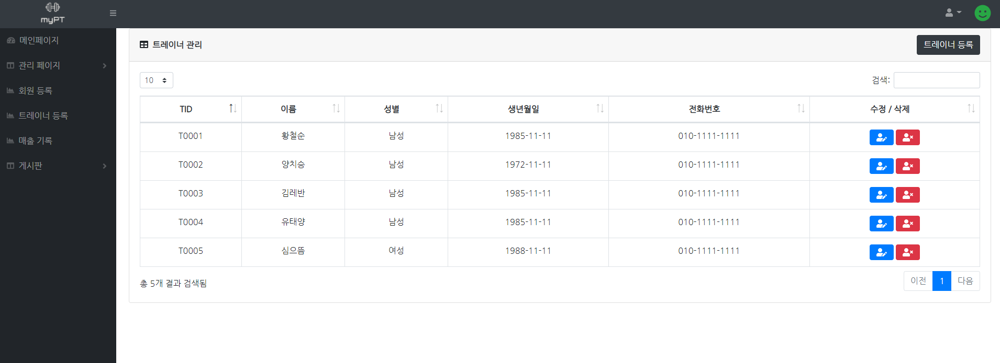 myPT
메인페이지
관리 페이지
회원 등록
트레이너 등록
매출 기록
게시판
트레이너 관리
트레이너 등록
10
검색:
TID 이름 성별 생년월일 전화번호 수정 / 삭제
T0001 황철순 남성 1985-11-11 010-1111-1111
T0002 양치승 남성 1972-11-11 010-1111-1111
T0003 김레반 남성 1985-11-11 010-1111-1111
T0004 유태양 남성 1985-11-11 010-1111-1111
T0005 심으뜸 여성 1988-11-11 010-1111-1111
총 5개 결과 검색됨
이전 1 다음